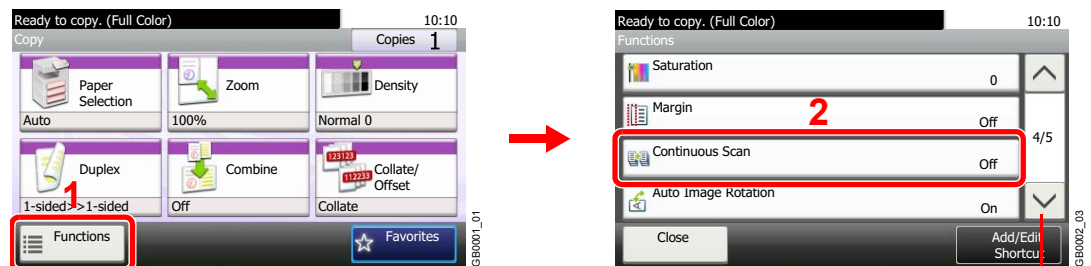 Ready to copy. (Full Color)
10:10
Copy
Copies 1
Paper
Selection
Auto
Zoom
100%
Density
Normal 0
Duplex
1-sided>>1-sided
Combine
Off
123123
112233
Collate/
Offset
Collate
1
Functions
Favorites
GB0001_01
Ready to copy. (Full Color)
10:10
Functions
Saturation
0
Margin
Off
2
Continuous Scan
Off
4/5
Auto Image Rotation
On
Close
Add/Edit
Shortcut
GB0002_03